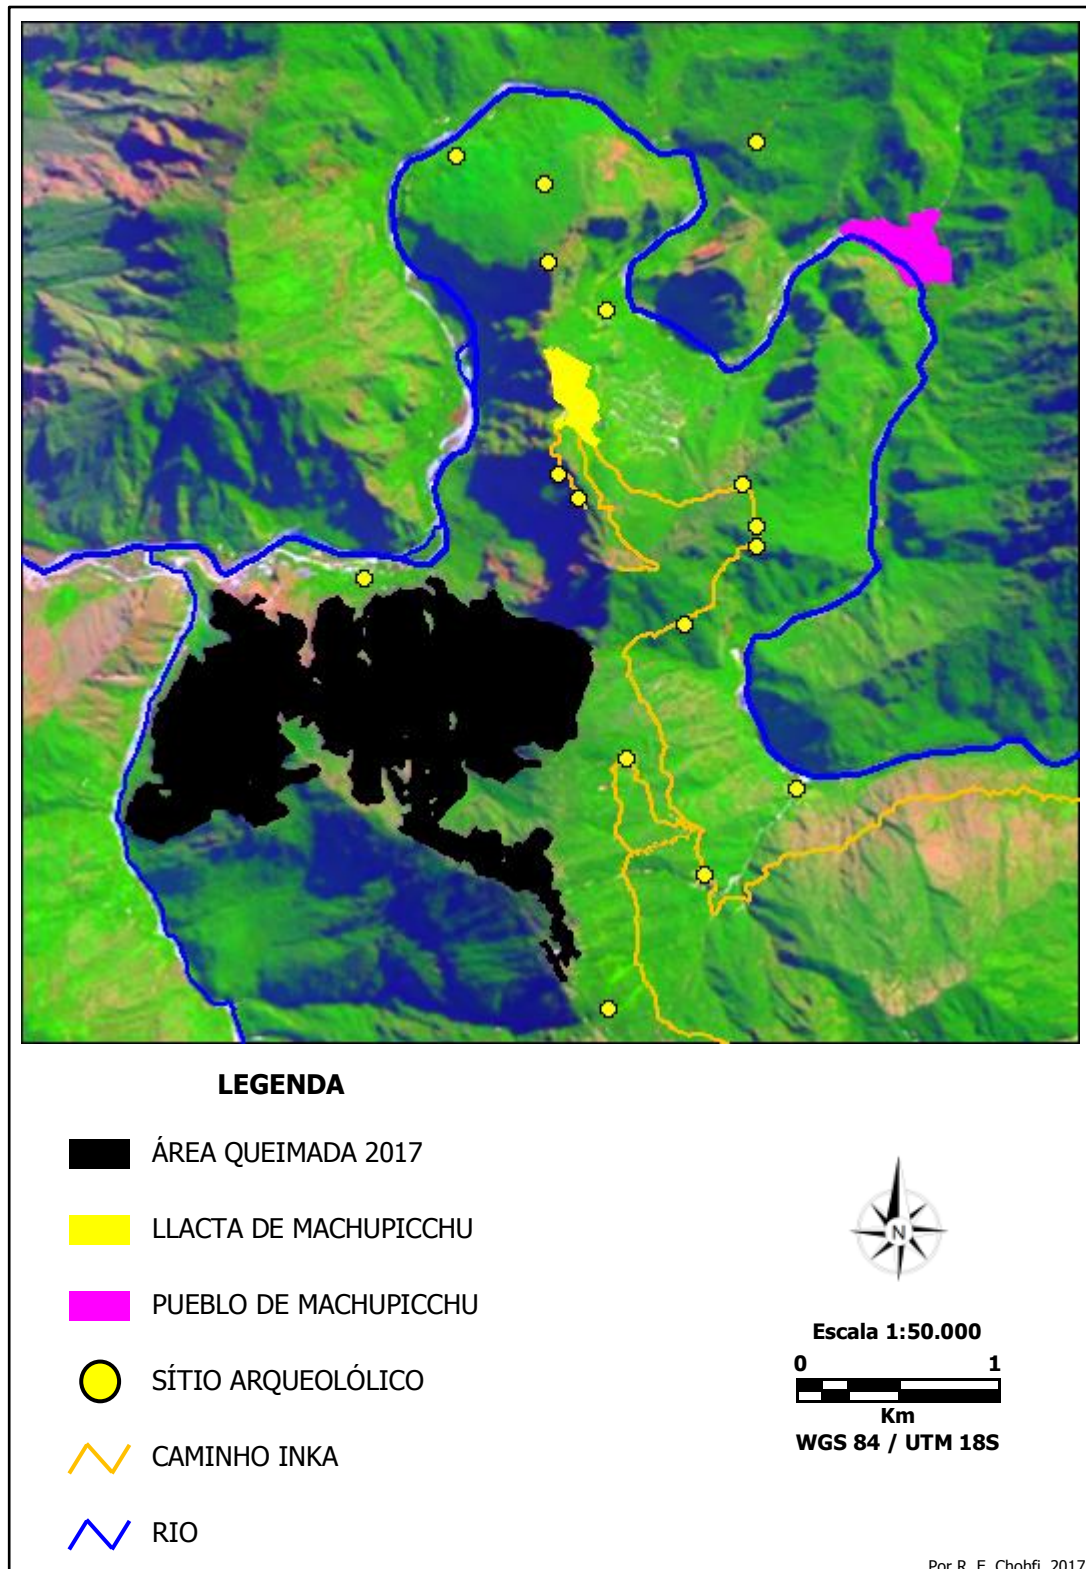 LEGENDA
ÁREA QUEIMADA 2017
LLACTA DE MACHUPICCHU
PUEBLO DE MACHUPICCHU
SÍTIO ARQUEOLÓLICO
CAMINHO INKA
RIO
N
Escala 1:50.000
0 1
Km
WGS 84 / UTM 18S
Por R. E. Chohfi, 2017